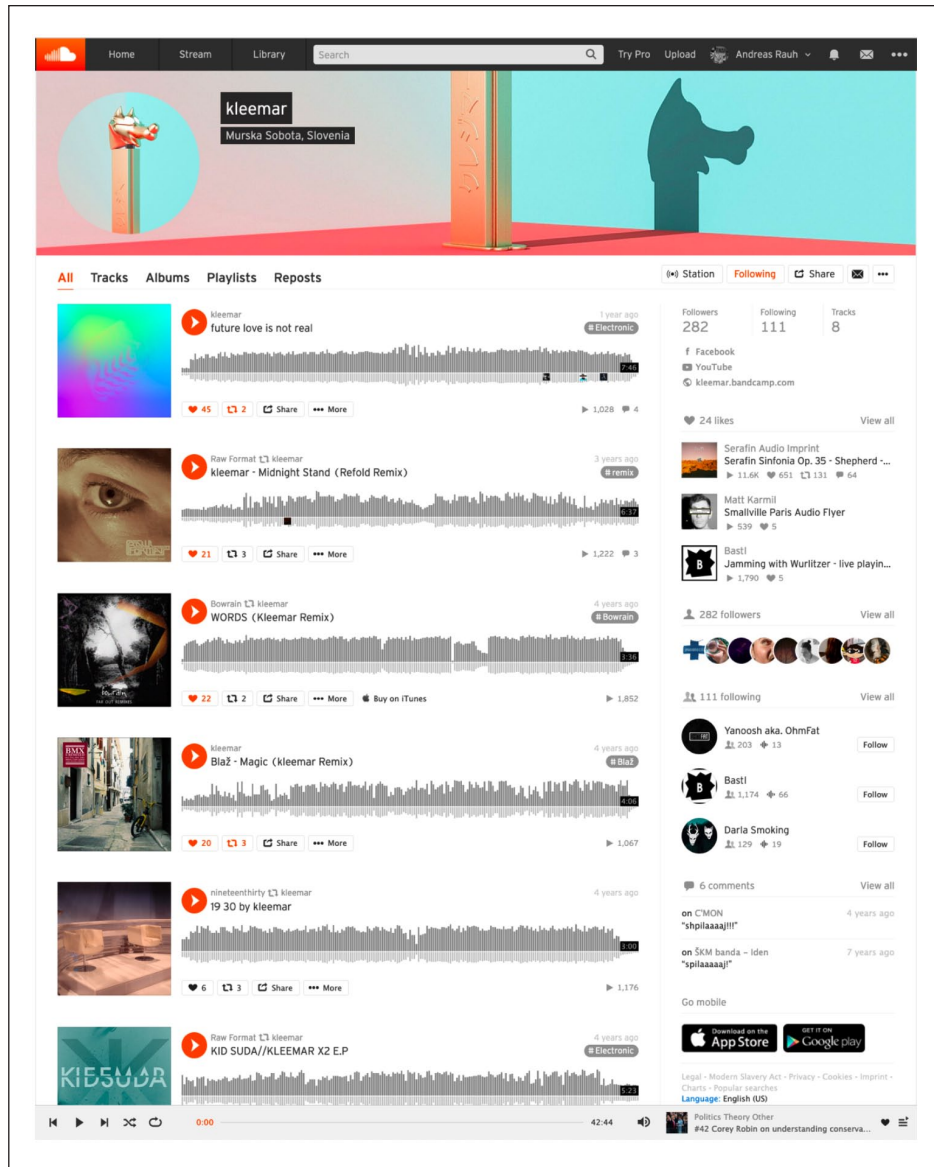 Home Stream Library Search Try Pro Upload Andreas Rauh
kleemar
Murska Sobota, Slovenia
All Tracks Albums Playlists Reposts
Station Following Share
kleemar 1 year ago
future love is not real # Electronic
7:46
45 2 Share More 1,028 4
Raw Format kleemar 3 years ago
kleemar - Midnight Stand (Refold Remix) # remix
6:37
21 3 Share More 1,222 3
Bowrain kleemar 4 years ago
WORDS (Kleemar Remix) # Bowrain
3:36
22 2 Share More Buy on iTunes 1,852
BMX
kleemar 4 years ago
Blaž - Magic (kleemar Remix) # Blaž
4:06
20 3 Share More 1,067
nineteenthirty kleemar 4 years ago
19 30 by kleemar
3:00
6 3 Share More 1,176
KIDSUDA
Raw Format kleemar 4 years ago
KID SUDA//KLEEMAR X2 E.P # Electronic
5:23
Followers Following Tracks
282 111 8
Facebook
YouTube
kleemar.bandcamp.com
24 likes View all
Serafin Audio Imprint
Serafin Sinfonia Op. 35 - Shepherd -...
11.6K 651 131 64
Matt Karmil
Smallville Paris Audio Flyer
539 5
B
Bastl
Jamming with Wurlitzer - live playin...
1,790 5
282 followers View all
111 following View all
Yanoosh aka. OhmFat
203 13 Follow
B
Bastl
1,174 66 Follow
Darla Smoking
129 19 Follow
6 comments View all
on C'MON 4 years ago
"shpilaaaaj!!!"
on ŠKM banda – Iden 7 years ago
"spilaaaaaj!"
Go mobile
Download on the
App Store
GET IT ON
Google play
Legal - Modern Slavery Act - Privacy - Cookies - Imprint -
Charts - Popular searches
Language: English (US)
0:00 42:44
Politics Theory Other
#42 Corey Robin on understanding conserva...